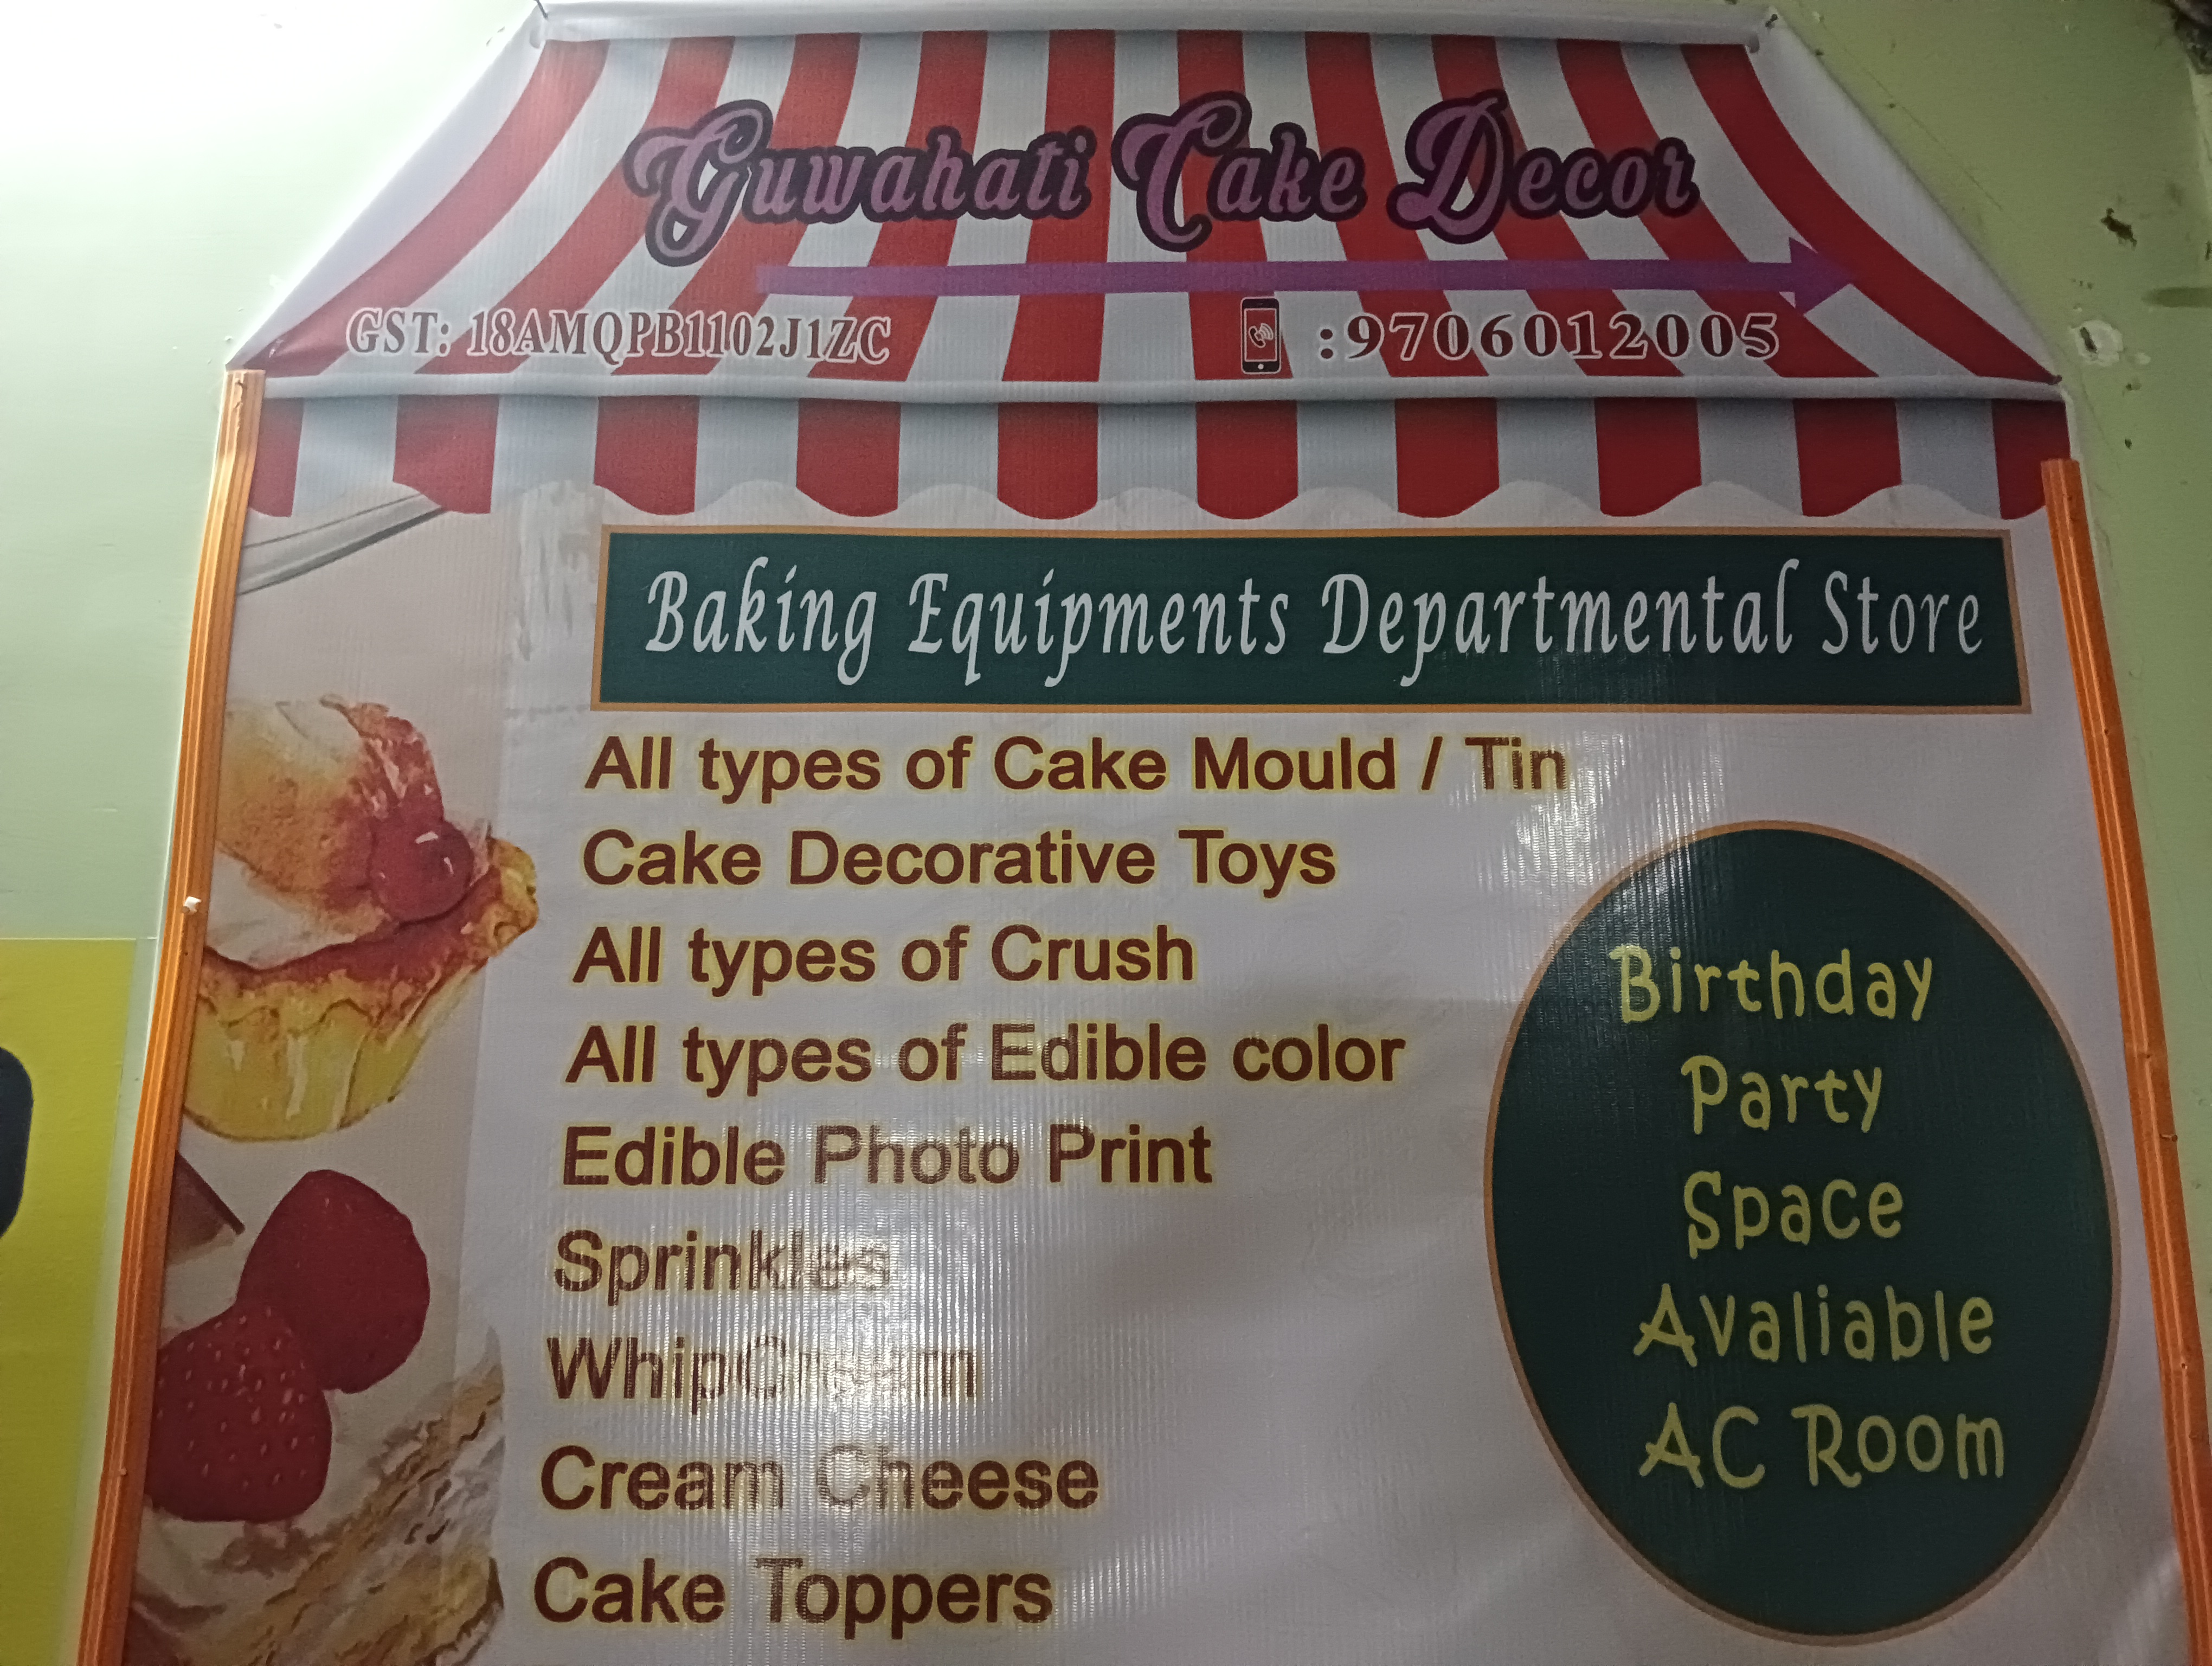 Guwahati Cake Decor
GST: 18AMQPB1102J1ZC
:9706012005
Baking Equipments Departmental Store
All types of Cake Mould / Tin
Cake Decorative Toys
All types of Crush
All types of Edible color
Edible Photo Print
Sprinkles
WhipCream
Cream Cheese
Cake Toppers
Birthday
Party
Space
Avaliable
AC Room